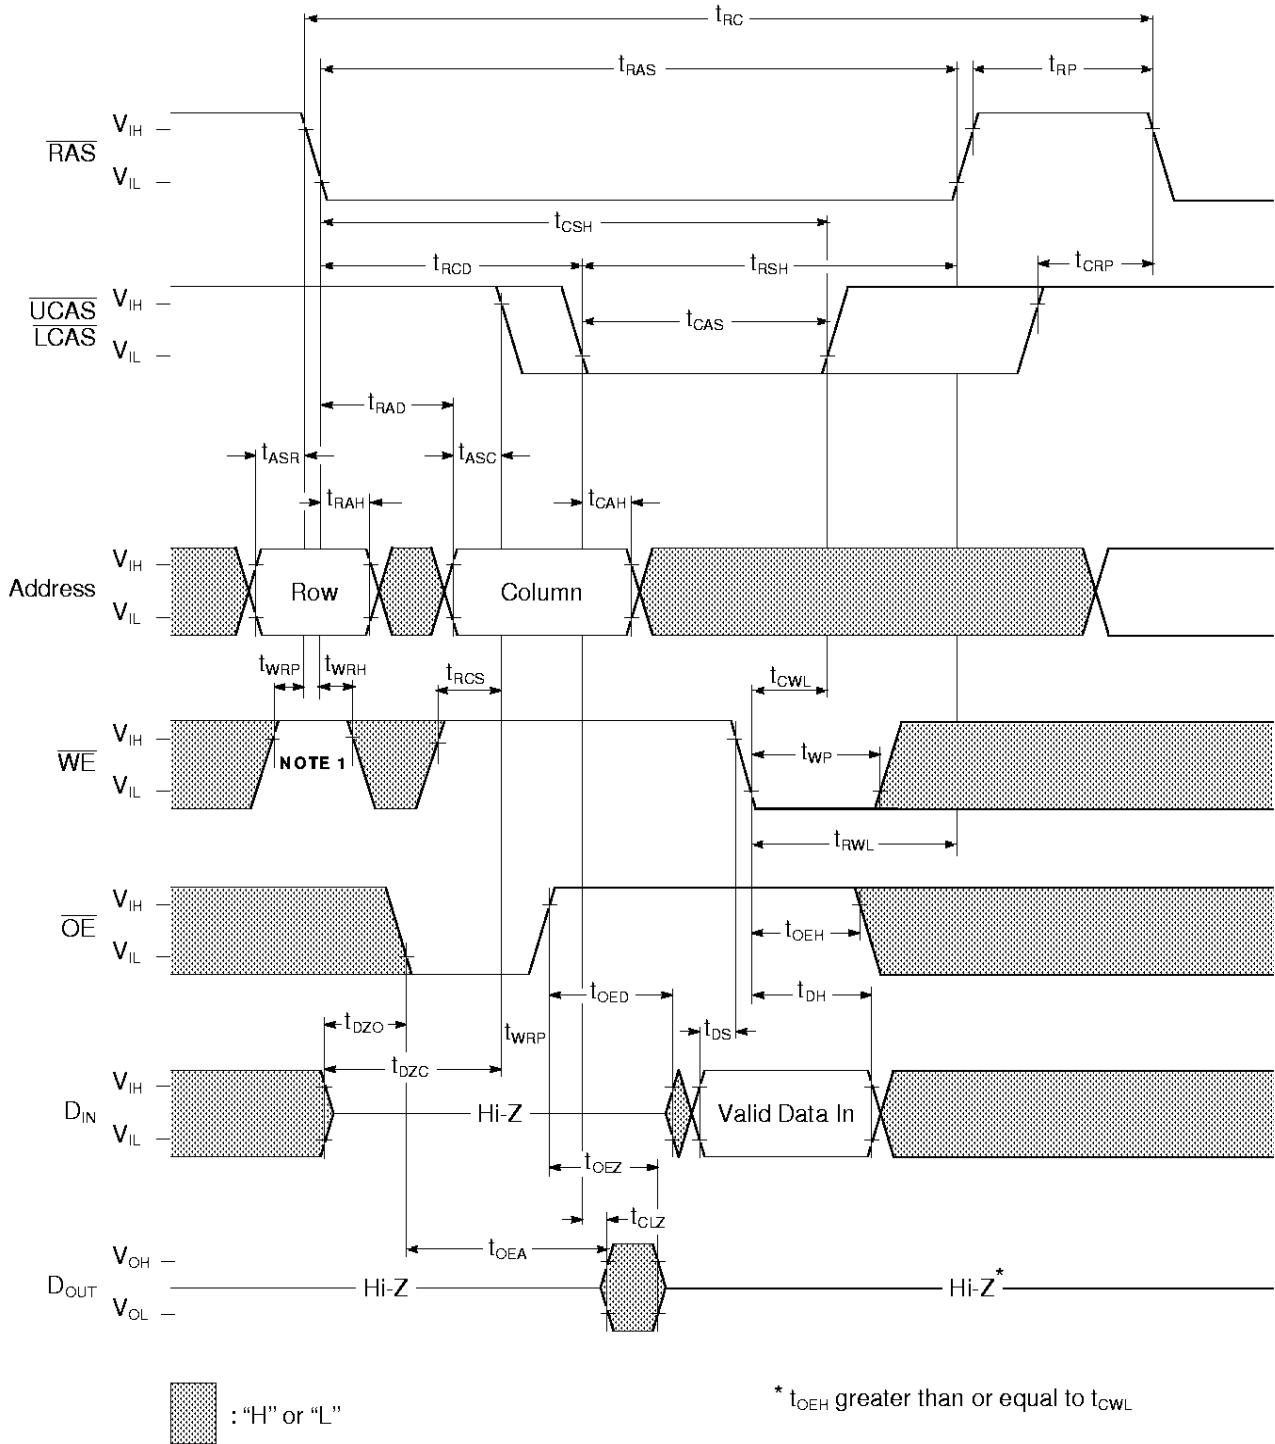 tRC
tRAS
tRP
RAS
VIH
VIL
tCSH
tRCD
tRSH
tCRP
UCAS
LCAS
VIH
VIL
tCAS
tRAD
tASR
tASC
tRAH
tCAH
Address
VIH
VIL
Row
Column
tWRP
tWRH
tRCS
tCWL
WE
VIH
VIL
NOTE 1
tWP
tRWL
OE
VIH
VIL
tOEH
tOED
tDH
tDZO
tWRP
tDS
tDZC
DIN
VIH
VIL
Hi-Z
Valid Data In
tOEZ
tCLZ
tOEA
DOUT
VOH
VOL
Hi-Z
Hi-Z*
: “H” or “L”
* tOEH greater than or equal to tCWL